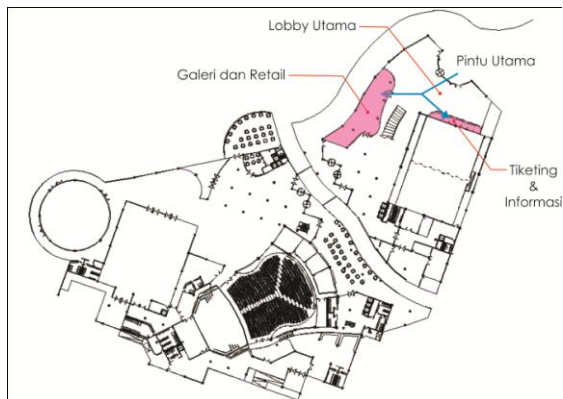 Lobby Utama
Pintu Utama
Galeri dan Retail
Tiketing
&
Informasi